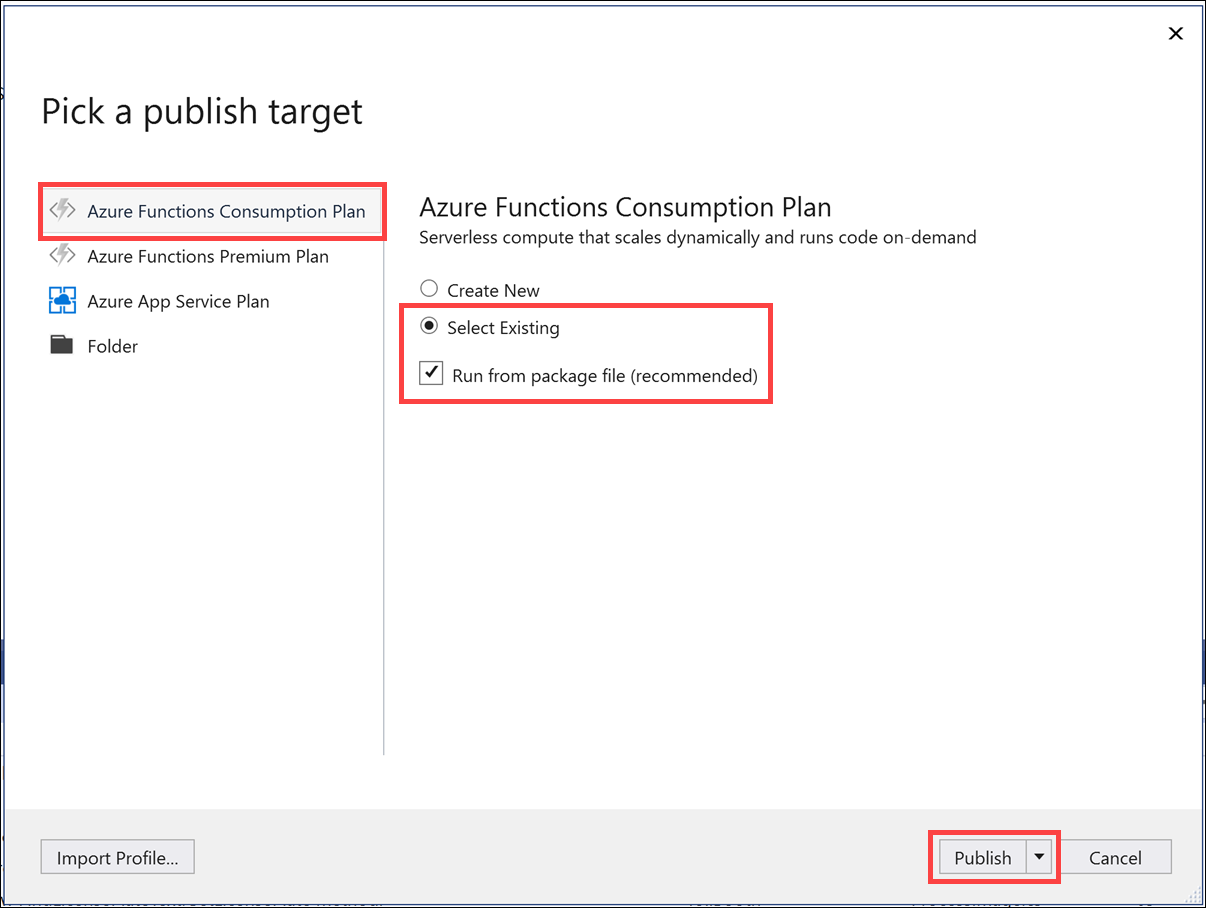 Pick a publish target
Azure Functions Consumption Plan
Azure Functions Premium Plan
Azure App Service Plan
Folder
Azure Functions Consumption Plan
Serverless compute that scales dynamically and runs code on-demand
Create New
Select Existing
Run from package file (recommended)
Import Profile...
Publish
Cancel